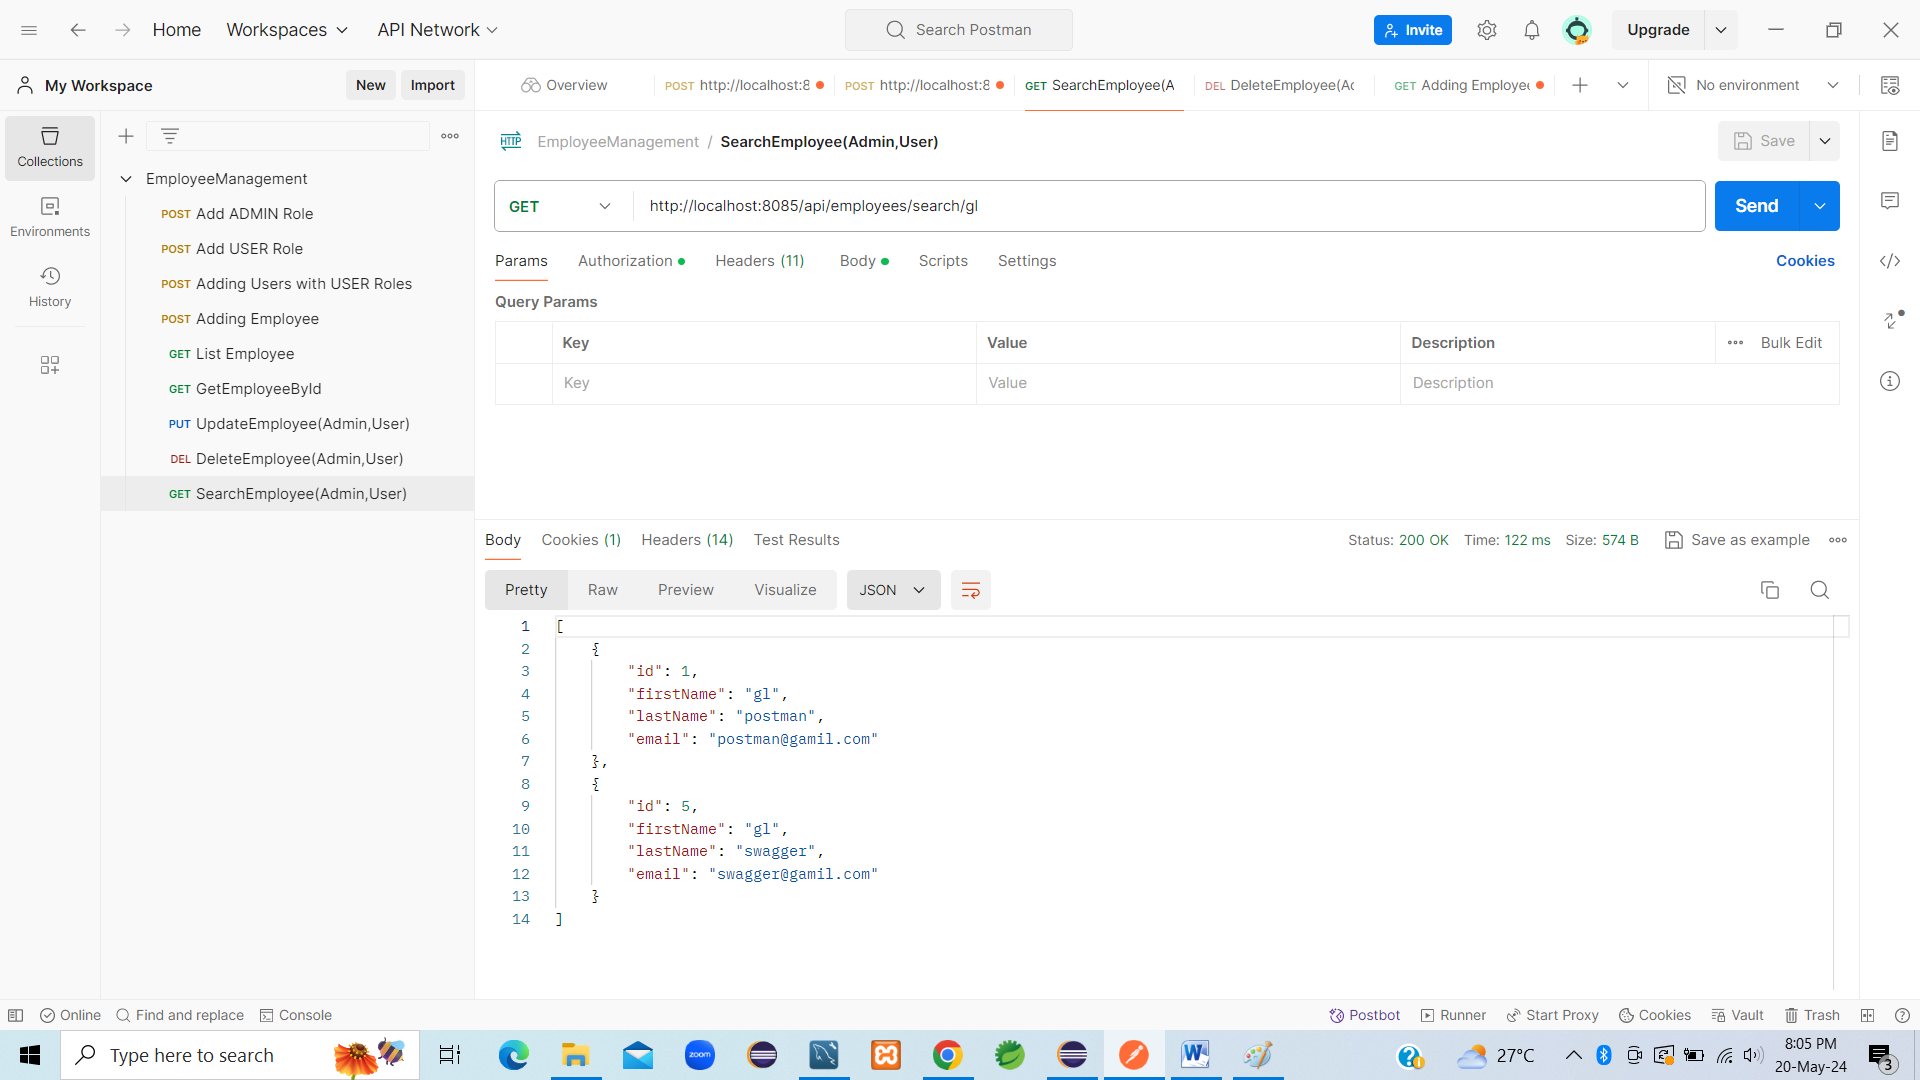 Home Workspaces API Network Search Postman Invite Upgrade
My Workspace New Import Overview POST http://localhost:8 POST http://localhost:8 GET SearchEmployee(A DEL DeleteEmployee(Ac GET Adding Employee No environment
Collections
Environments
History
EmployeeManagement
POST Add ADMIN Role
POST Add USER Role
POST Adding Users with USER Roles
POST Adding Employee
GET List Employee
GET GetEmployeeById
PUT UpdateEmployee(Admin,User)
DEL DeleteEmployee(Admin,User)
GET SearchEmployee(Admin,User)
HTTP EmployeeManagement / SearchEmployee(Admin,User) Save
GET http://localhost:8085/api/employees/search/gl Send
Params Authorization Headers (11) Body Scripts Settings Cookies
Query Params
Key Value Description Bulk Edit
Key Value Description
Body Cookies (1) Headers (14) Test Results Status: 200 OK Time: 122 ms Size: 574 B Save as example
Pretty Raw Preview Visualize JSON
1 [
2 {
3 "id": 1,
4 "firstName": "gl",
5 "lastName": "postman",
6 "email": "postman@gamil.com"
7 },
8 {
9 "id": 5,
10 "firstName": "gl",
11 "lastName": "swagger",
12 "email": "swagger@gamil.com"
13 }
14 ]
Online Find and replace Console Postbot Runner Start Proxy Cookies Vault Trash
Type here to search zoom W 27°C 8:05 PM
20-May-24 3